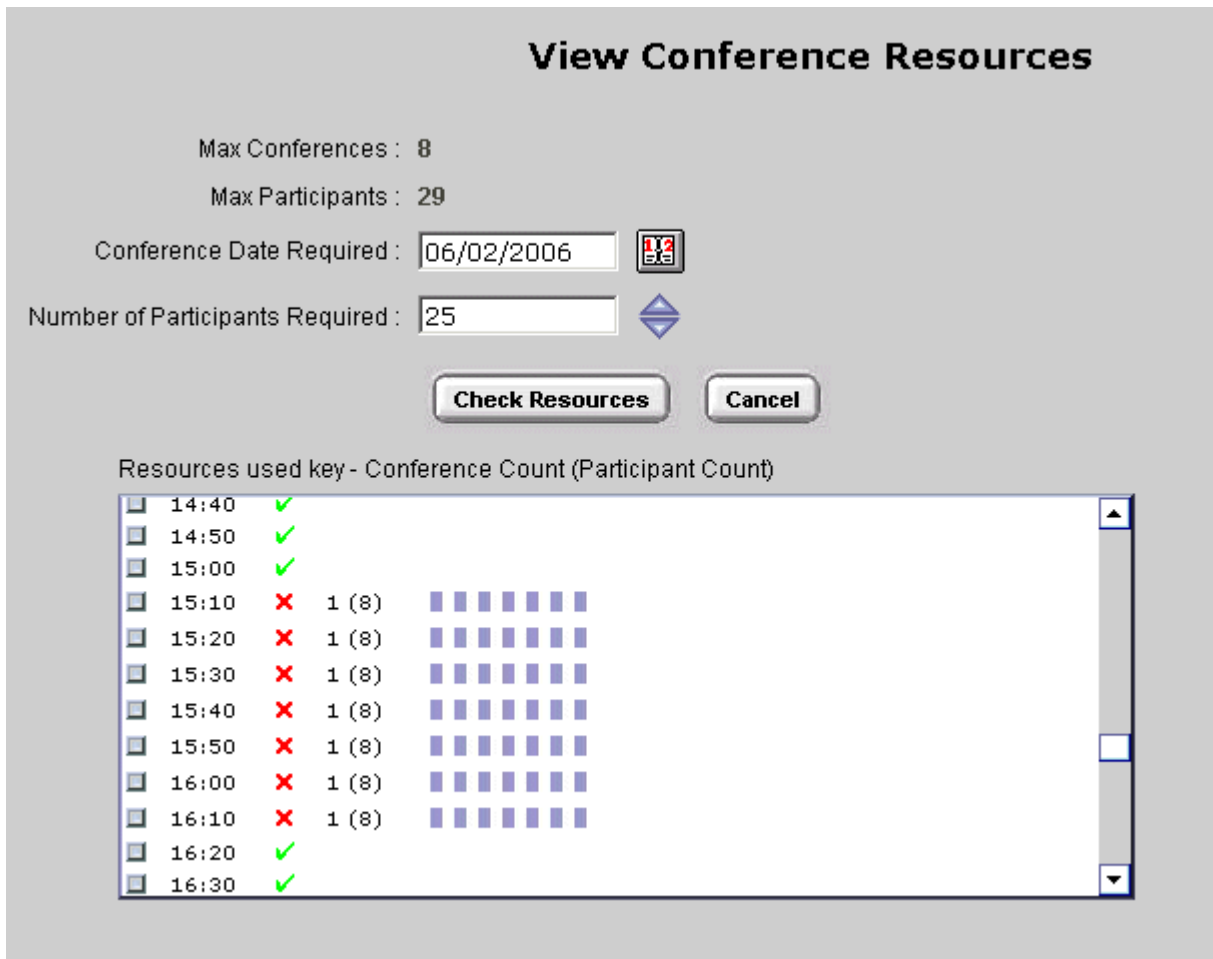 View Conference Resources
Max Conferences : 8
Max Participants : 29
Conference Date Required : 06/02/2006
Number of Participants Required : 25
Check Resources Cancel
Resources used key - Conference Count (Participant Count)
14:40
14:50
15:00
15:10 1 (8)
15:20 1 (8)
15:30 1 (8)
15:40 1 (8)
15:50 1 (8)
16:00 1 (8)
16:10 1 (8)
16:20
16:30